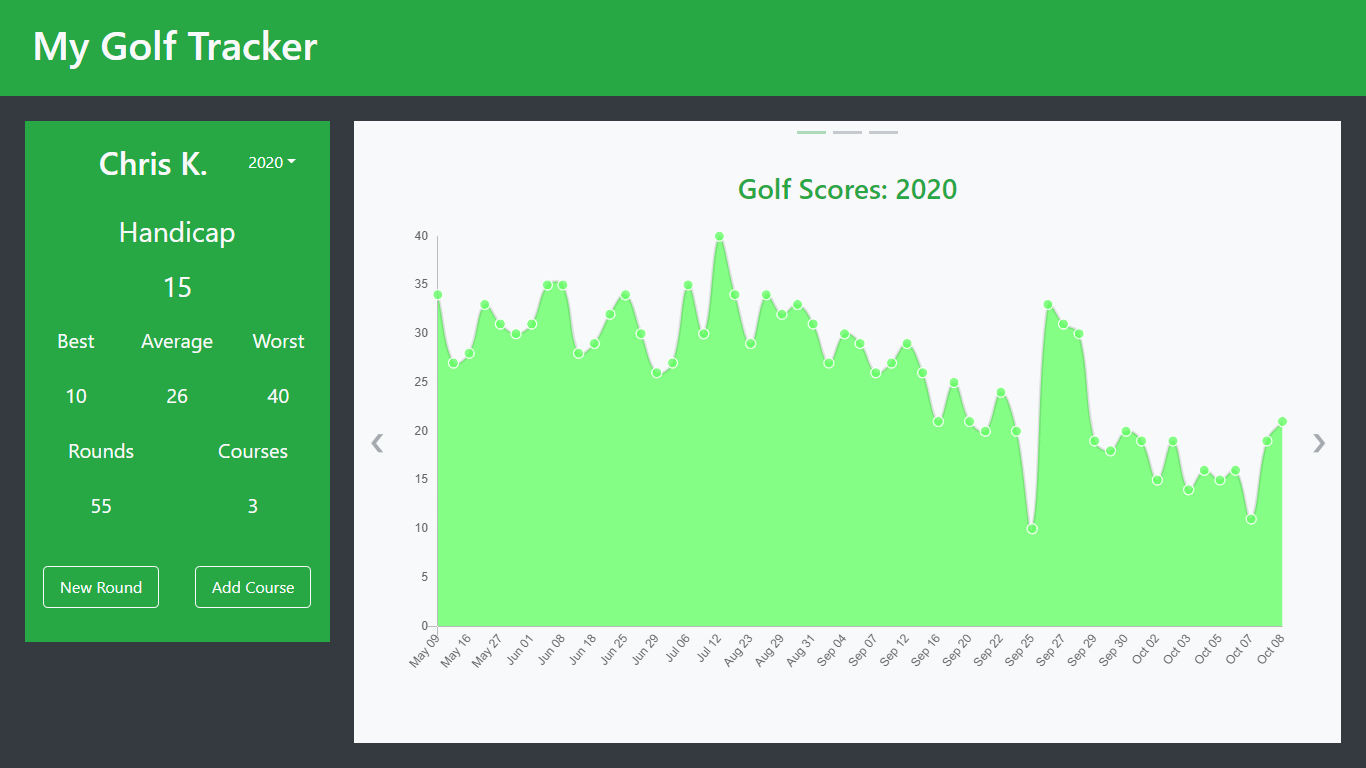 My Golf Tracker
Chris K.
2020
Handicap
15
Best Average Worst
10 26 40
Rounds Courses
55 3
New Round Add Course
Golf Scores: 2020
40
35
30
25
20
15
10
5
0
May 09 May 16 May 27 Jun 01 Jun 08 Jun 18 Jun 25 Jun 29 Jul 06 Jul 12 Aug 23 Aug 29 Aug 31 Sep 04 Sep 07 Sep 12 Sep 16 Sep 20 Sep 22 Sep 25 Sep 27 Sep 29 Sep 30 Oct 02 Oct 03 Oct 05 Oct 07 Oct 08